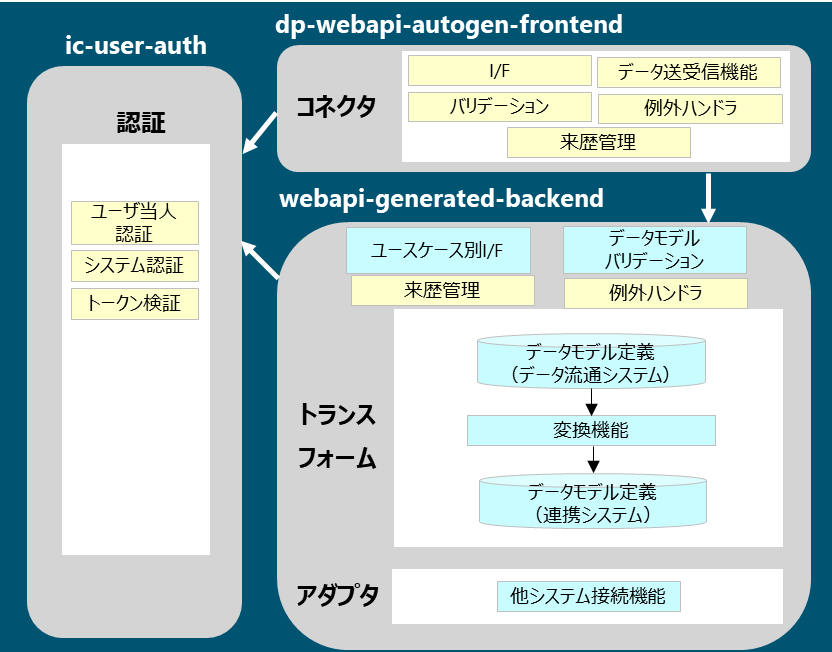 ic-user-auth
認証
ユーザ当人
認証
システム認証
トークン検証
dp-webapi-autogen-frontend
コネクタ
I/F
データ送受信機能
バリデーション
例外ハンドラ
来歴管理
webapi-generated-backend
ユースケース別I/F
データモデル
バリデーション
来歴管理
例外ハンドラ
トランス
フォーム
データモデル定義
（データ流通システム）
変換機能
データモデル定義
（連携システム）
アダプタ
他システム接続機能